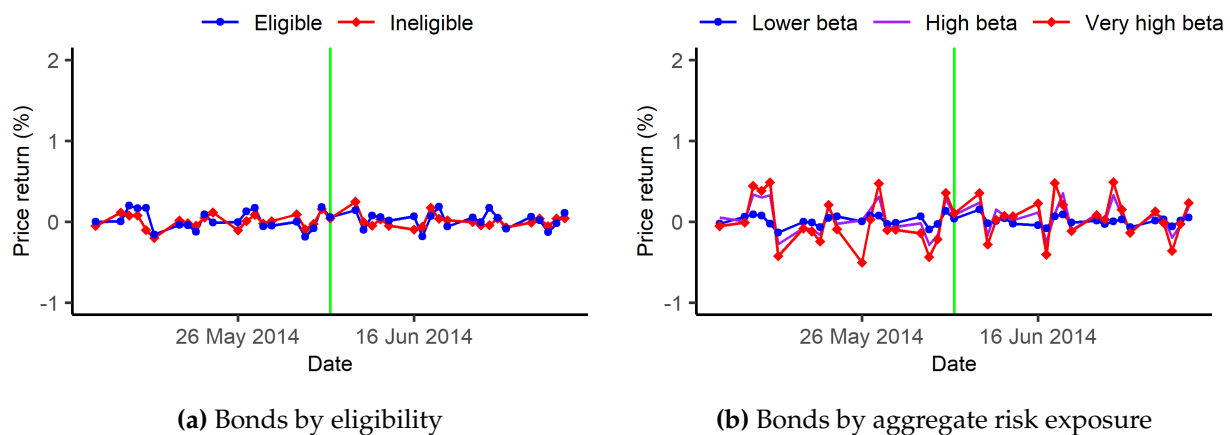 Eligible Ineligible
Price return (%)
2
1
0
-1
26 May 2014 16 Jun 2014
Date
(a) Bonds by eligibility
Lower beta High beta Very high beta
Price return (%)
2
1
0
-1
26 May 2014 16 Jun 2014
Date
(b) Bonds by aggregate risk exposure